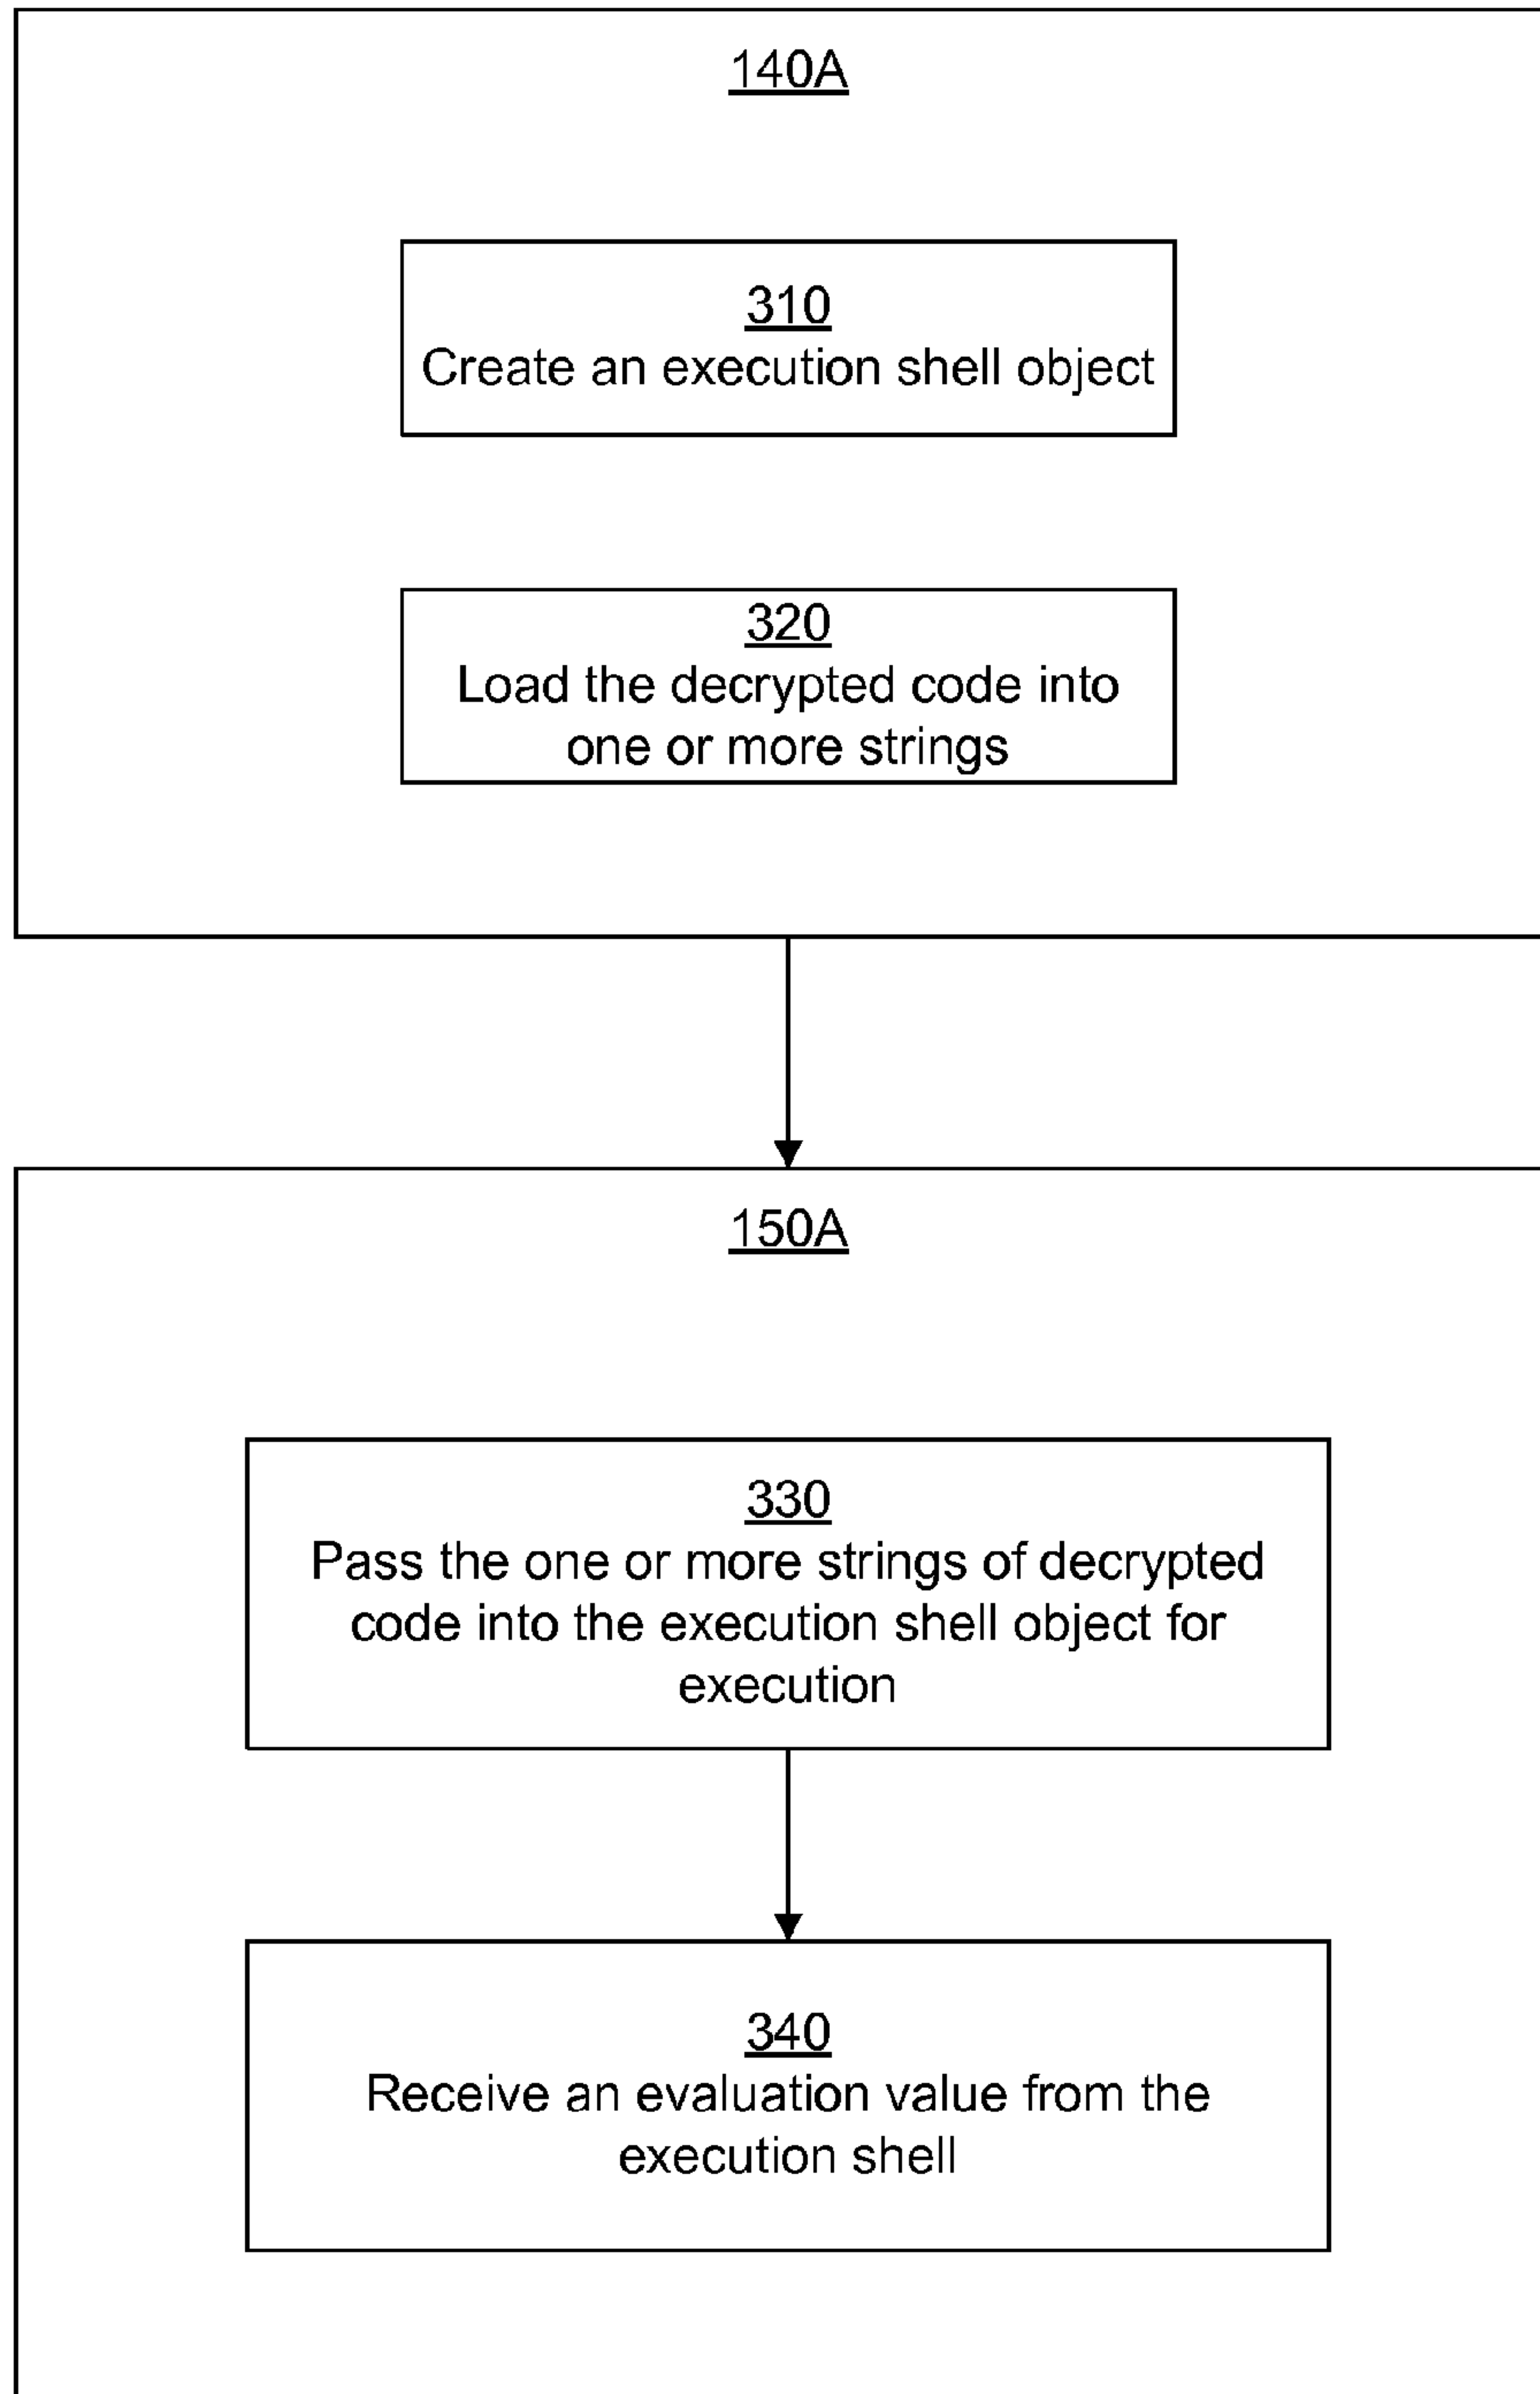 140A
310
Create an execution shell object
320
Load the decrypted code into
one or more strings
150A
330
Pass the one or more strings of decrypted
code into the execution shell object for
execution
340
Receive an evaluation value from the
execution shell